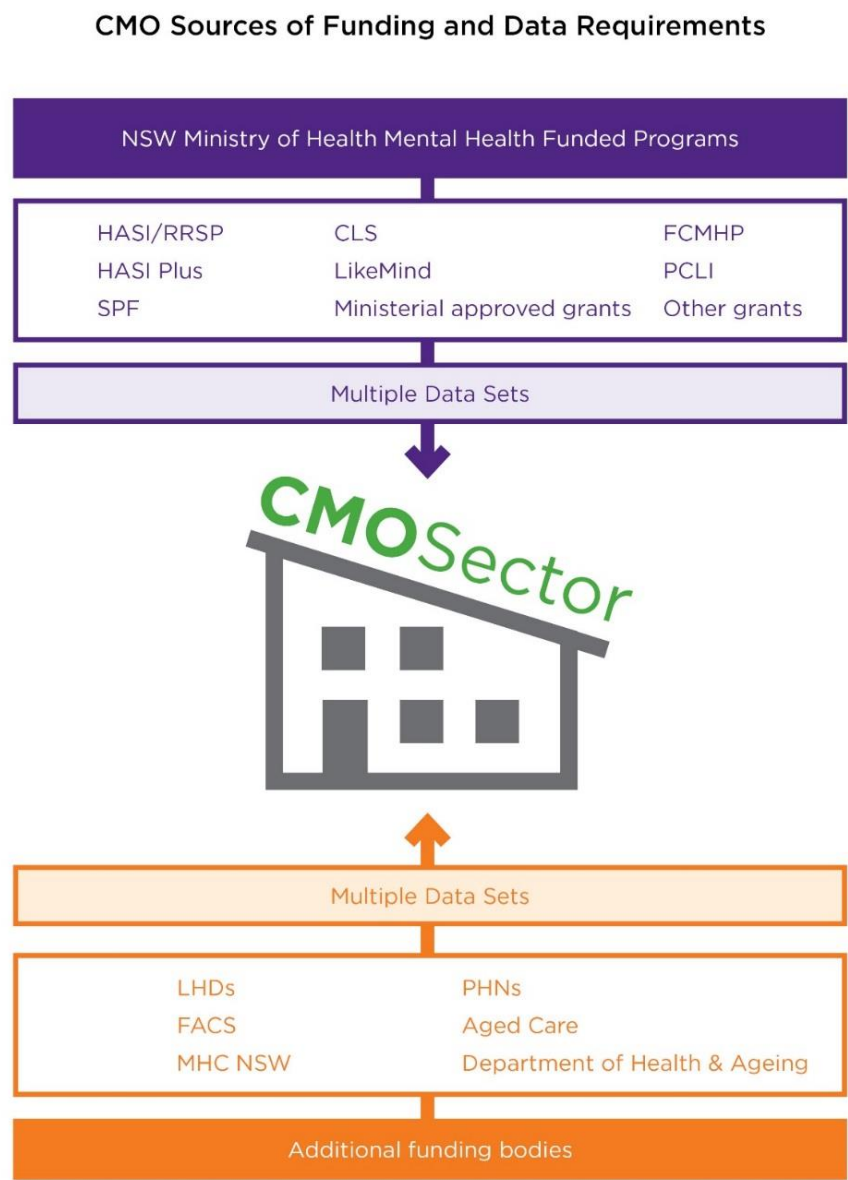 CMO Sources of Funding and Data Requirements
NSW Ministry of Health Mental Health Funded Programs
HASI/RRSP CLS FCMHP
HASI Plus LikeMind PCLI
SPF Ministerial approved grants Other grants
Multiple Data Sets
CMOSector
Multiple Data Sets
LHDs PHNs
FACS Aged Care
MHC NSW Department of Health & Ageing
Additional funding bodies